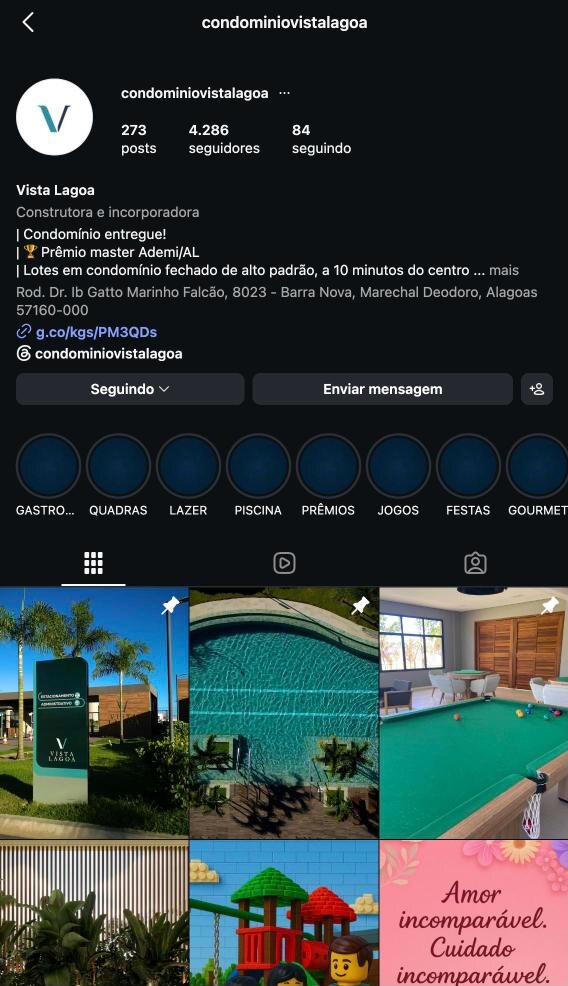 condominiovistalagoa
condominiovistalagoa ...
273 4.286 84
posts seguidores seguindo
Vista Lagoa
Construtora e incorporadora
| Condomínio entregue!
| 🏆 Prêmio master Ademi/AL
| Lotes em condomínio fechado de alto padrão, a 10 minutos do centro ... mais
Rod. Dr. Ib Gatto Marinho Falcão, 8023 - Barra Nova, Marechal Deodoro, Alagoas
57160-000
g.co/kgs/PM3QDs
condominiovistalagoa
Seguindo Enviar mensagem
GASTRO... QUADRAS LAZER PISCINA PRÊMIOS JOGOS FESTAS GOURMET
ESTACIONAMENTO
ADMINISTRATIVO
V
VISTA
LAGOA
Amor
incomparável.
Cuidado
incomparável.